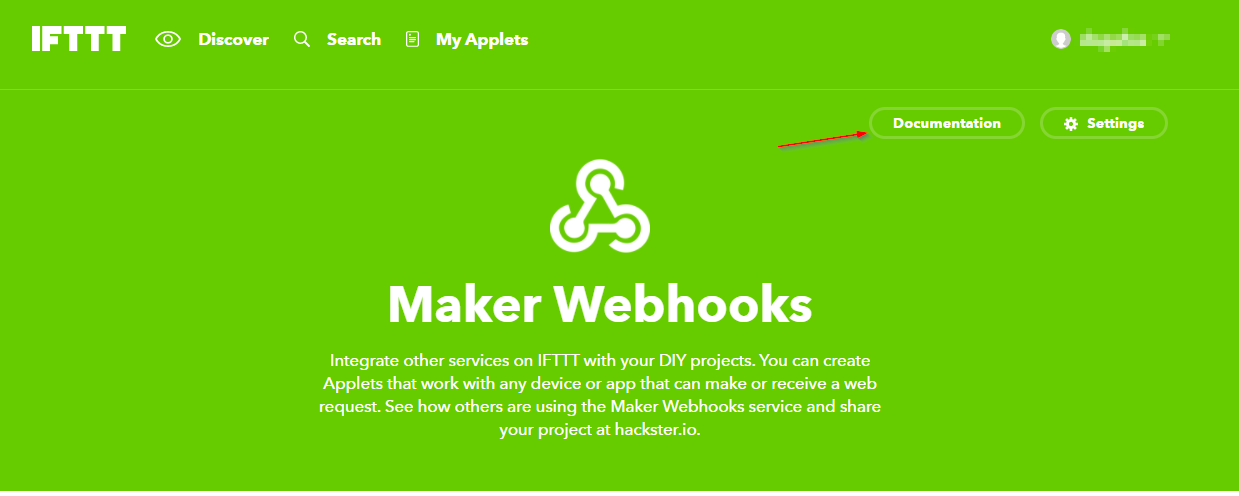 IFTTT Discover Search My Applets
Documentation Settings
Maker Webhooks
Integrate other services on IFTTT with your DIY projects. You can create
Applets that work with any device or app that can make or receive a web
request. See how others are using the Maker Webhooks service and share
your project at hackster.io.